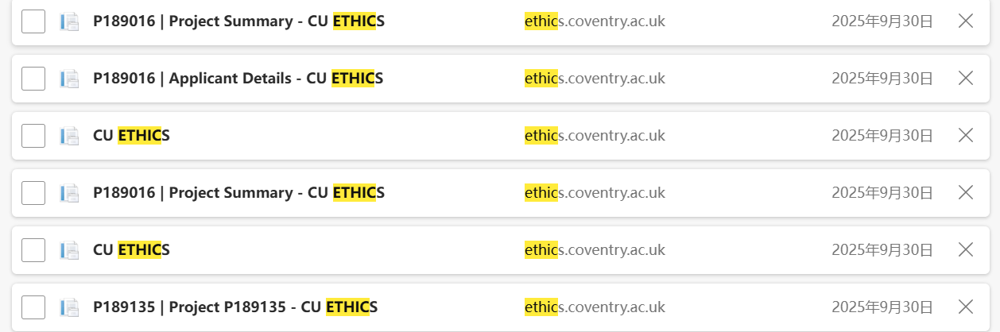 P189016 | Project Summary - CU ETHICS ethics.coventry.ac.uk 2025年9月30日
P189016 | Applicant Details - CU ETHICS ethics.coventry.ac.uk 2025年9月30日
CU ETHICS ethics.coventry.ac.uk 2025年9月30日
P189016 | Project Summary - CU ETHICS ethics.coventry.ac.uk 2025年9月30日
CU ETHICS ethics.coventry.ac.uk 2025年9月30日
P189135 | Project P189135 - CU ETHICS ethics.coventry.ac.uk 2025年9月30日